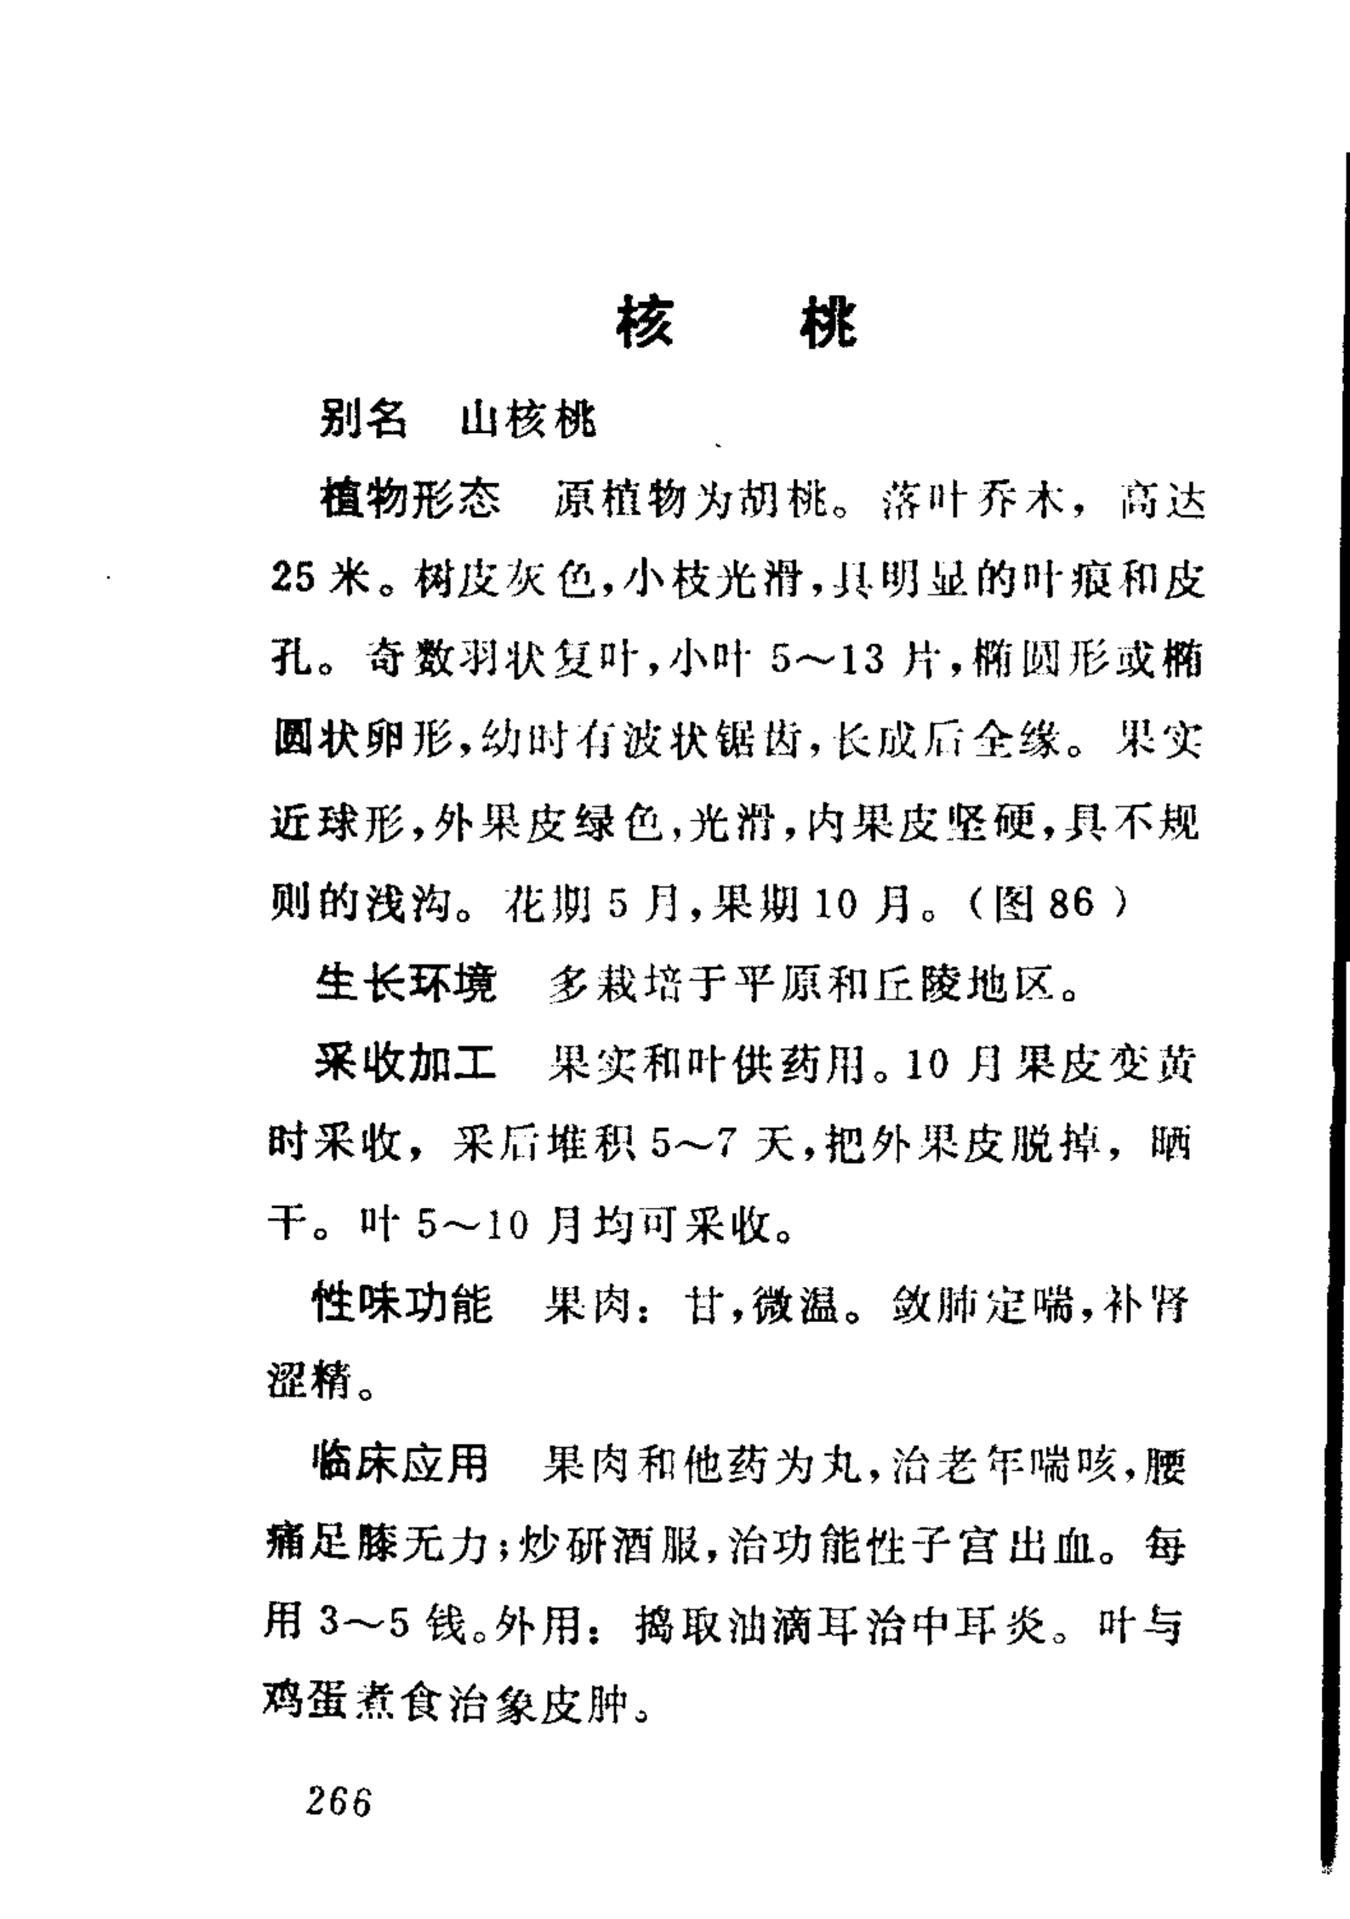 核 桃
别名 山核桃
植物形态 原植物为胡桃。落叶乔木，高达
25米。树皮灰色，小枝光滑，具明显的叶痕和皮
孔。奇数羽状复叶，小叶5～13片，椭圆形或椭
圆状卵形，幼时有波状锯齿，长成后全缘。果实
近球形，外果皮绿色，光滑，内果皮坚硬，具不规
则的浅沟。花期5月，果期10月。（图86）
生长环境 多栽培于平原和丘陵地区。
采收加工 果实和叶供药用。10月果皮变黄
时采收，采后堆积5～7天，把外果皮脱掉，晒
干。叶5～10月均可采收。
性味功能 果肉：甘，微温。敛肺定喘，补肾
涩精。
临床应用 果肉和他药为丸，治老年喘咳，腰
痛足膝无力；炒研酒服，治功能性子宫出血。每
用3～5钱。外用：捣取油滴耳治中耳炎。叶与
鸡蛋煮食治象皮肿。
266